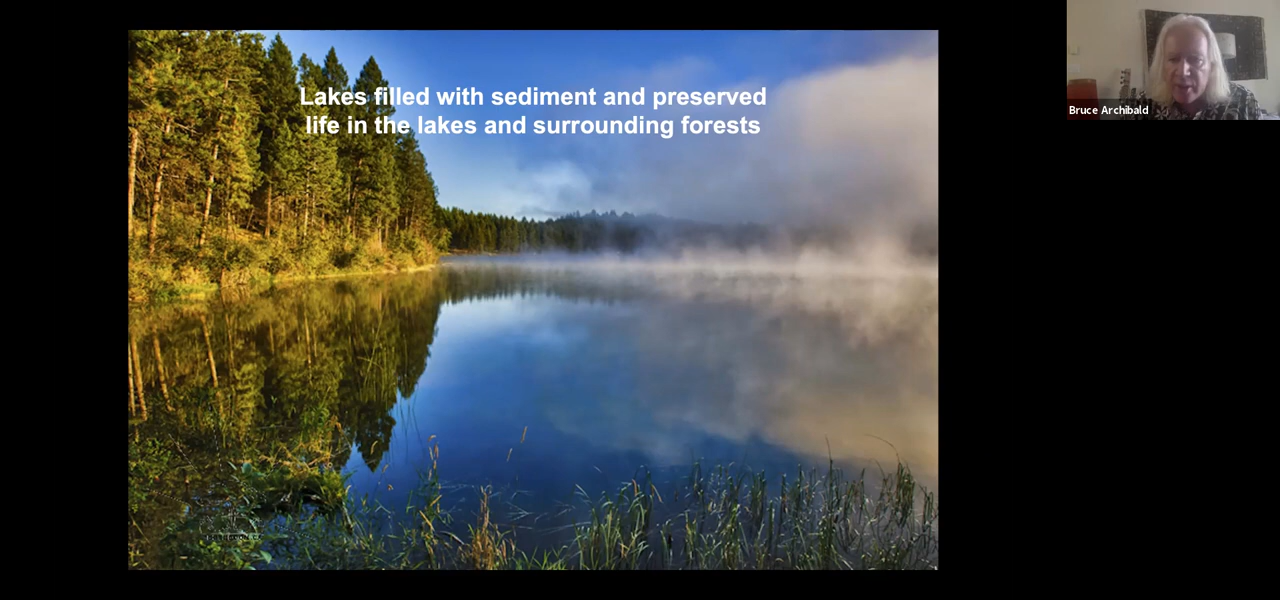 Lakes filled with sediment and preserved
life in the lakes and surrounding forests
Bruce Archibald